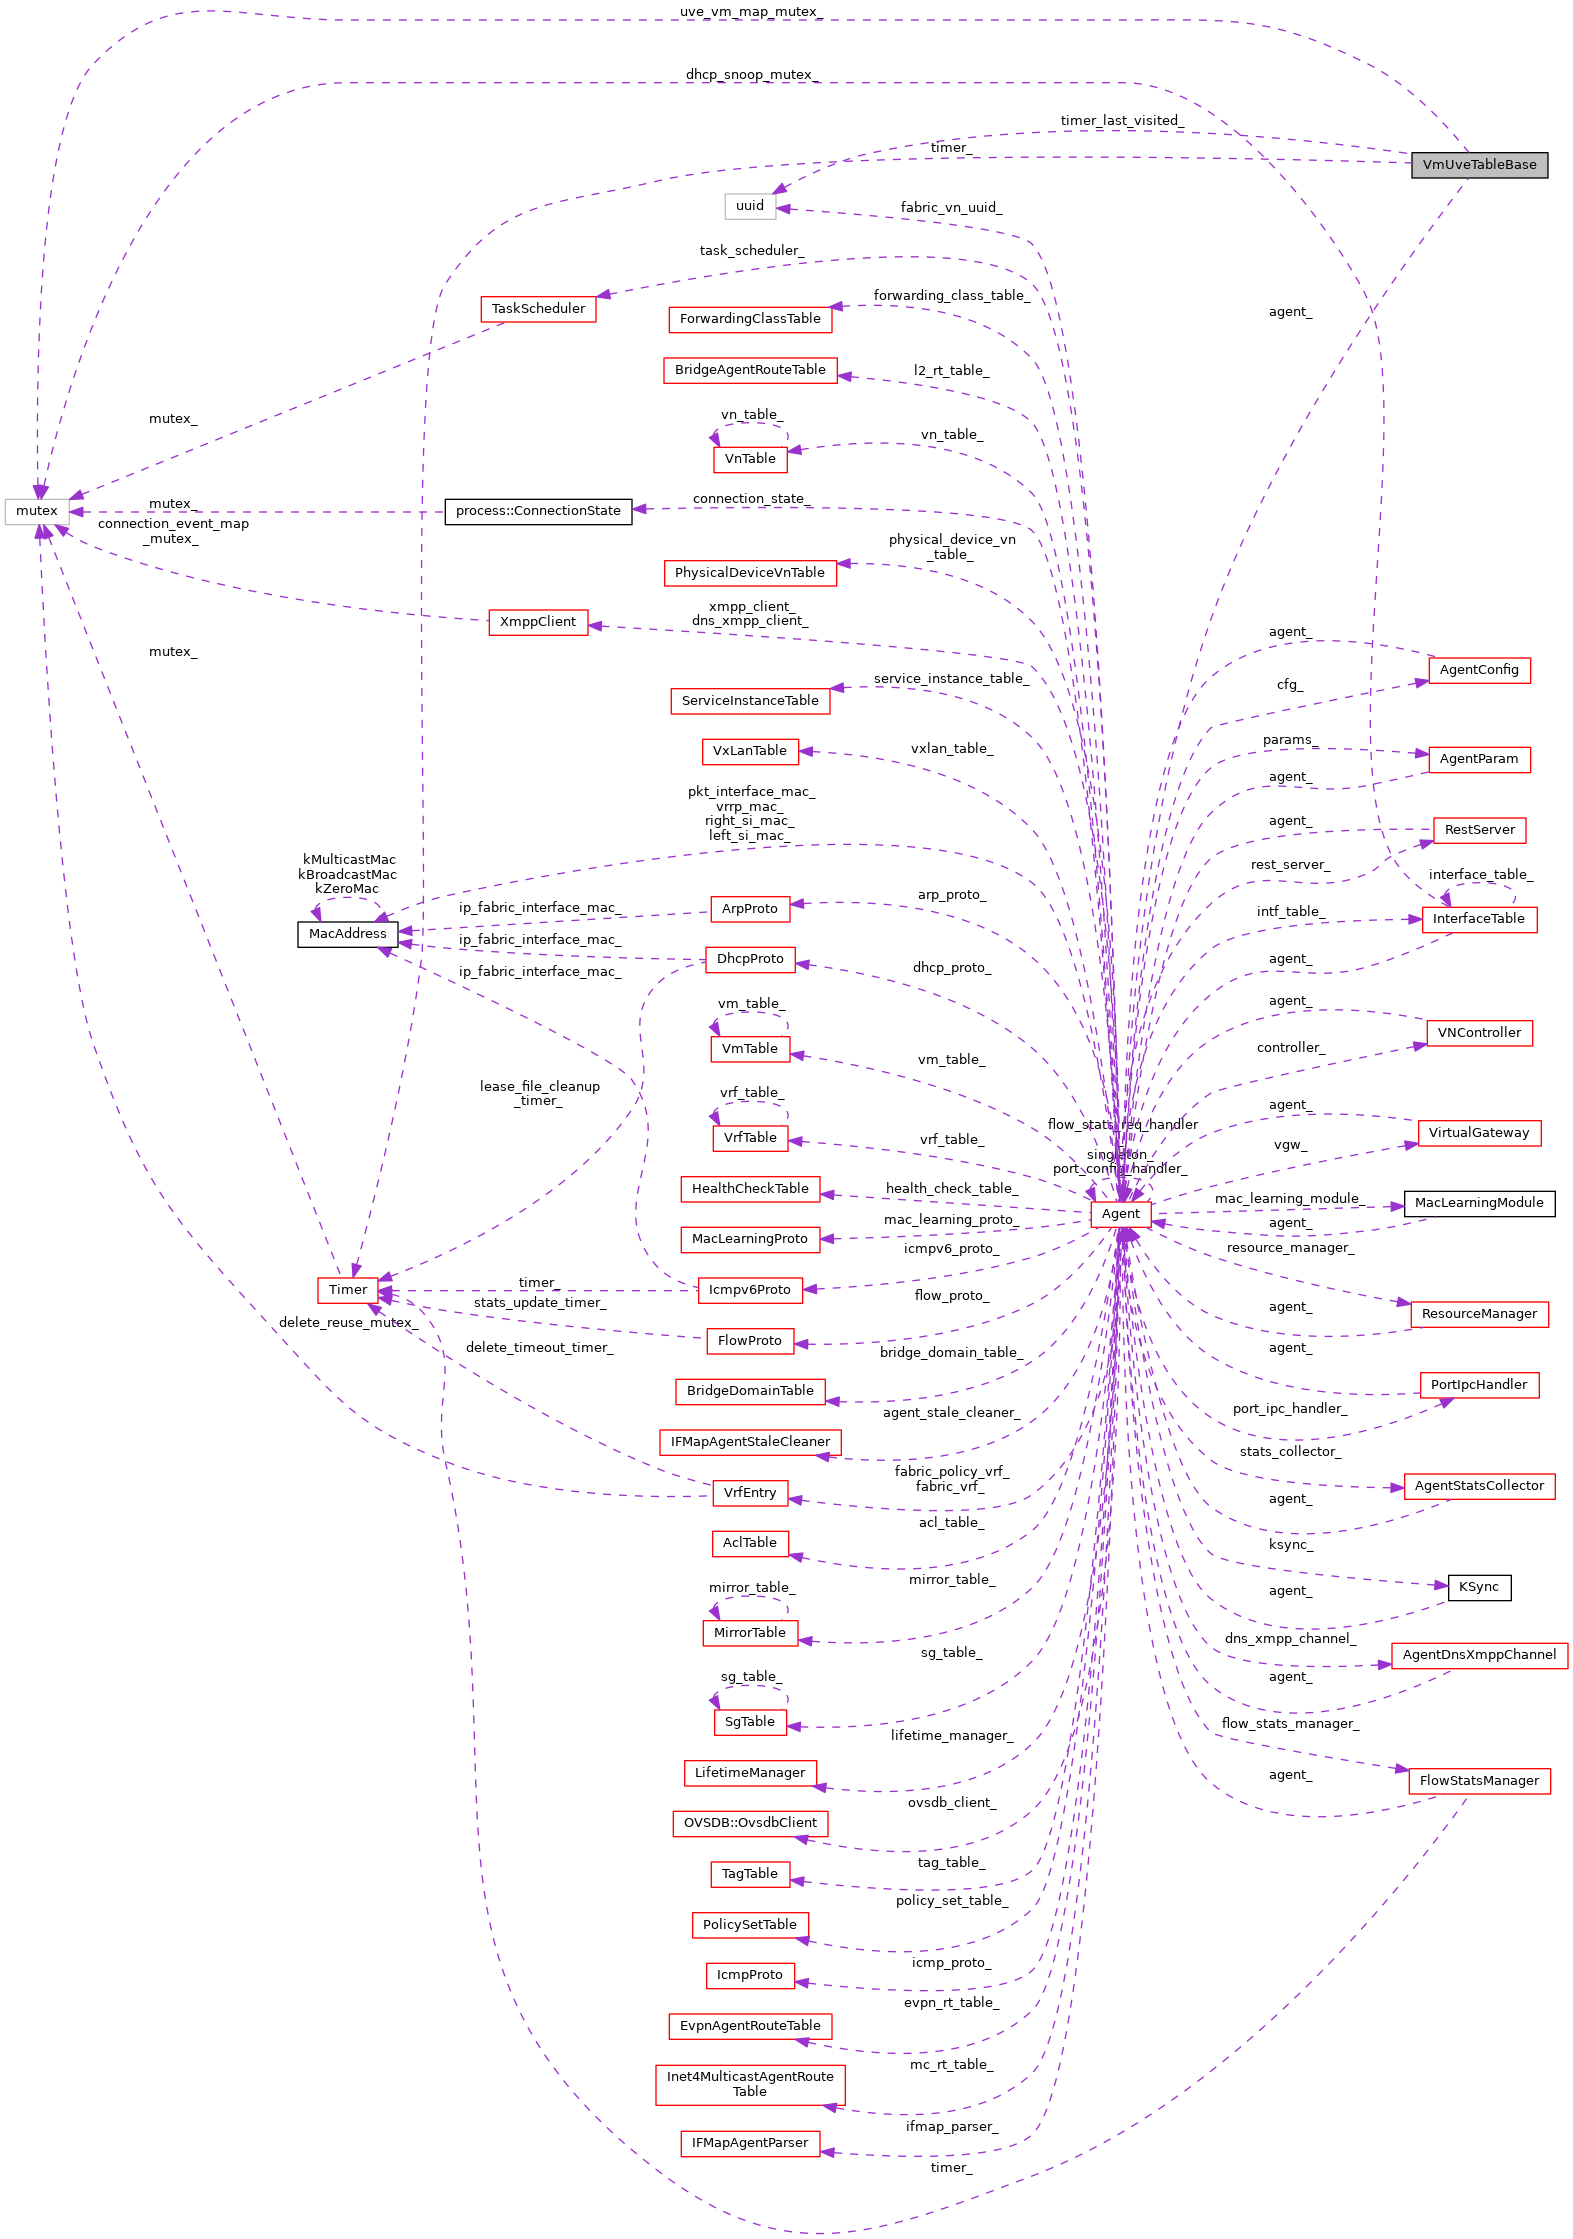 uve_vm_map_mutex_
dhcp_snoop_mutex_
timer_last_visited_
timer_
VmUveTableBase
uuid
fabric_vn_uuid_
task_scheduler_
TaskScheduler
forwarding_class_table_
ForwardingClassTable
agent_
BridgeAgentRouteTable
l2_rt_table_
mutex_
vn_table_
VnTable
vn_table_
mutex
mutex_
connection_event_map
_mutex_
process::ConnectionState
connection_state_
physical_device_vn
_table_
PhysicalDeviceVnTable
XmppClient
xmpp_client_
dns_xmpp_client_
agent_
mutex_
AgentConfig
cfg_
service_instance_table_
ServiceInstanceTable
VxLanTable
vxlan_table_
params_
AgentParam
agent_
pkt_interface_mac_
vrrp_mac_
right_si_mac_
left_si_mac_
agent_
RestServer
rest_server_
kMulticastMac
kBroadcastMac
kZeroMac
MacAddress
ip_fabric_interface_mac_
ArpProto
arp_proto_
interface_table_
InterfaceTable
intf_table_
ip_fabric_interface_mac_
DhcpProto
dhcp_proto_
agent_
ip_fabric_interface_mac_
vm_table_
VmTable
vm_table_
agent_
VNController
controller_
lease_file_cleanup
_timer_
vrf_table_
VrfTable
vrf_table_
flow_stats_req_handler
singleton_
port_config_handler_
Agent
agent_
VirtualGateway
vgw_
HealthCheckTable
health_check_table_
mac_learning_module_
MacLearningModule
agent_
MacLearningProto
mac_learning_proto_
resource_manager_
icmpv6_proto_
Timer
timer_
Icmpv6Proto
stats_update_timer_
flow_proto_
agent_
ResourceManager
delete_reuse_mutex_
FlowProto
delete_timeout_timer_
bridge_domain_table_
agent_
BridgeDomainTable
PortIpcHandler
port_ipc_handler_
agent_stale_cleaner_
IFMapAgentStaleCleaner
stats_collector_
fabric_policy_vrf_
fabric_vrf_
VrfEntry
AgentStatsCollector
agent_
acl_table_
AclTable
ksync_
mirror_table_
mirror_table_
KSync
agent_
MirrorTable
dns_xmpp_channel_
sg_table_
AgentDnsXmppChannel
sg_table_
agent_
SgTable
flow_stats_manager_
lifetime_manager_
LifetimeManager
agent_
FlowStatsManager
ovsdb_client_
OVSDB::OvsdbClient
tag_table_
TagTable
policy_set_table_
PolicySetTable
icmp_proto_
IcmpProto
evpn_rt_table_
EvpnAgentRouteTable
mc_rt_table_
Inet4MulticastAgentRoute
Table
ifmap_parser_
IFMapAgentParser
timer_